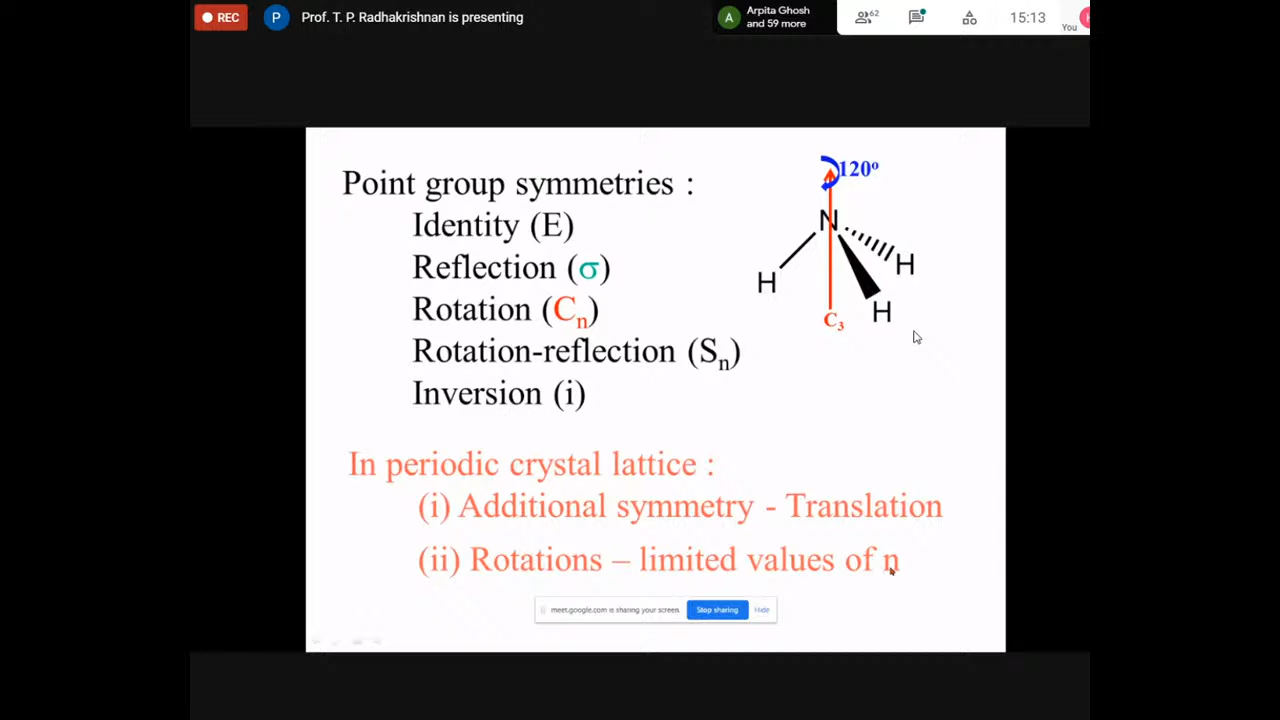 REC
P
Prof. T. P. Radhakrishnan is presenting
A
Arpita Ghosh
and 59 more
62
15:13
You
Point group symmetries :
Identity (E)
Reflection (σ)
Rotation (Cn)
Rotation-reflection (Sn)
Inversion (i)
120o
N
H
H
H
C3
In periodic crystal lattice :
(i) Additional symmetry - Translation
(ii) Rotations – limited values of n
meet.google.com is sharing your screen.
Stop sharing
Hide